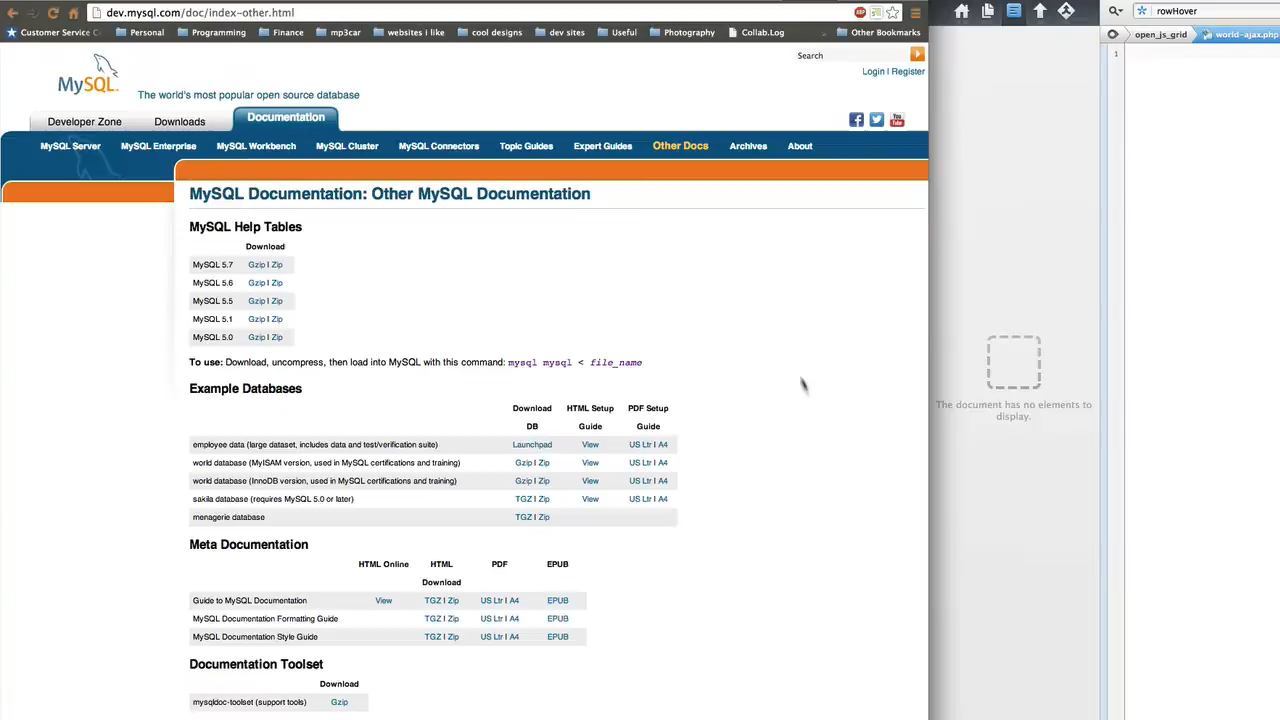 dev.mysql.com/doc/index-other.html
rowHover
Customer Service C
Personal
Programming
Finance
mp3car
websites i like
cool designs
dev sites
Useful
Photography
Collab.Log
Other Bookmarks
open_js_grid
world-ajax.php
1
Search
Login | Register
MySQL
The world's most popular open source database
Developer Zone
Downloads
Documentation
MySQL Server
MySQL Enterprise
MySQL Workbench
MySQL Cluster
MySQL Connectors
Topic Guides
Expert Guides
Other Docs
Archives
About
MySQL Documentation: Other MySQL Documentation
MySQL Help Tables
Download
MySQL 5.7 Gzip | Zip
MySQL 5.6 Gzip | Zip
MySQL 5.5 Gzip | Zip
MySQL 5.1 Gzip | Zip
MySQL 5.0 Gzip | Zip
To use: Download, uncompress, then load into MySQL with this command: mysql mysql < file_name
Example Databases
Download HTML Setup PDF Setup
DB Guide Guide
employee data (large dataset, includes data and test/verification suite) Launchpad View US Ltr | A4
world database (MyISAM version, used in MySQL certifications and training) Gzip | Zip View US Ltr | A4
world database (InnoDB version, used in MySQL certifications and training) Gzip | Zip View US Ltr | A4
sakila database (requires MySQL 5.0 or later) TGZ | Zip View US Ltr | A4
menagerie database TGZ | Zip
The document has no elements to
display.
Meta Documentation
HTML Online HTML PDF EPUB
Download
Guide to MySQL Documentation View TGZ | Zip US Ltr | A4 EPUB
MySQL Documentation Formatting Guide TGZ | Zip US Ltr | A4 EPUB
MySQL Documentation Style Guide TGZ | Zip US Ltr | A4 EPUB
Documentation Toolset
Download
mysqldoc-toolset (support tools) Gzip